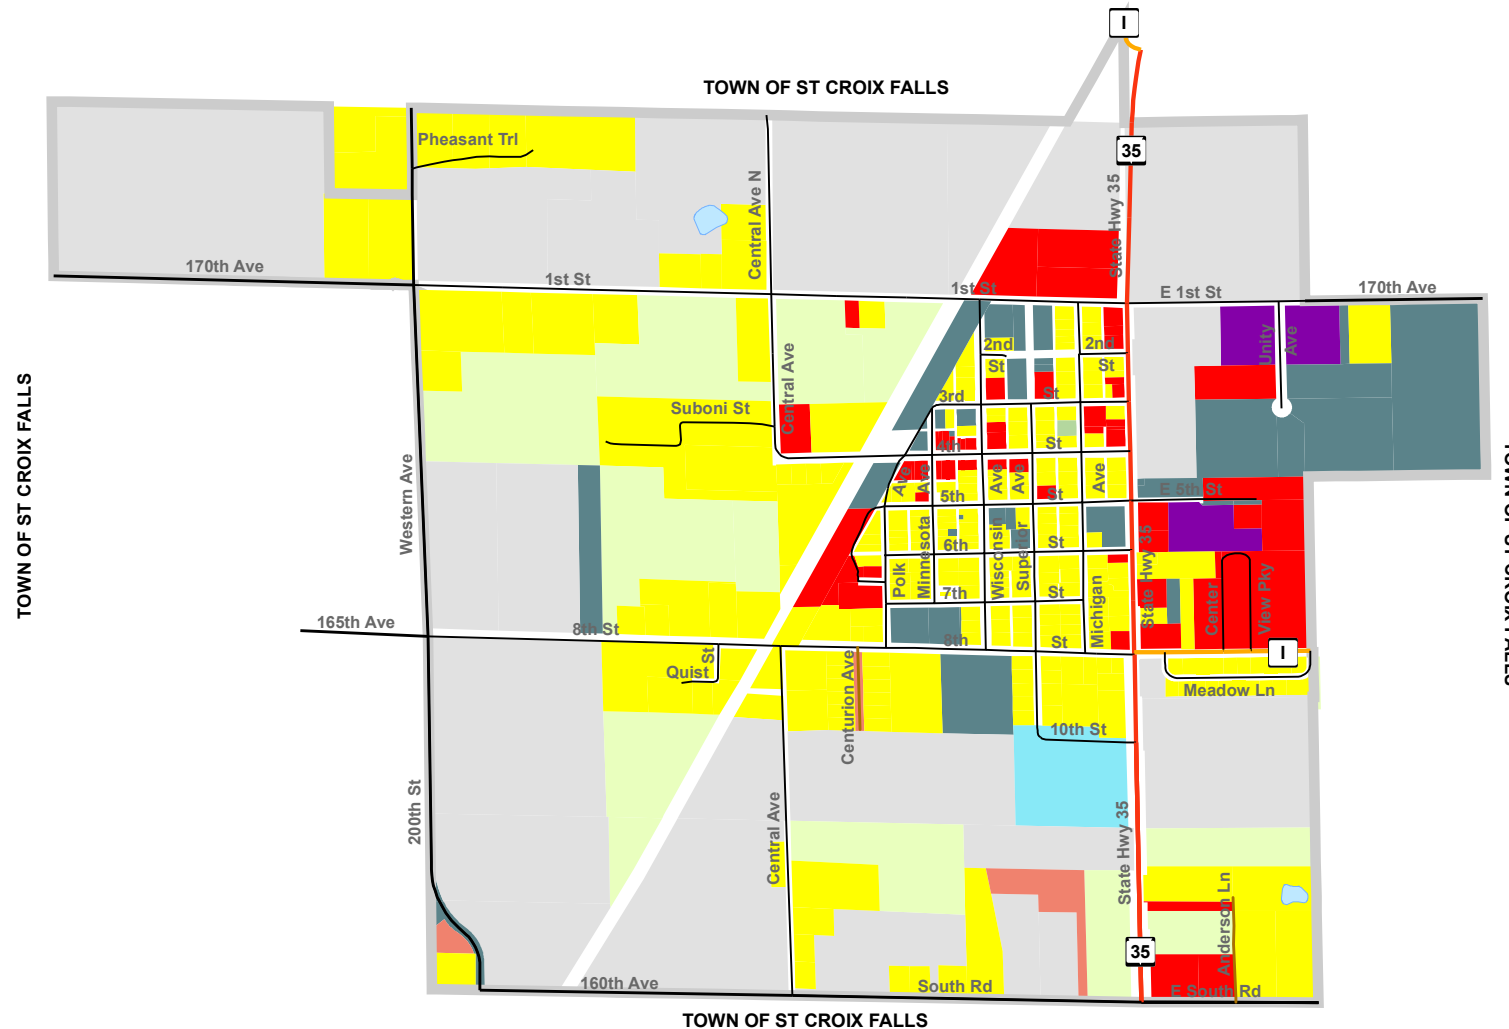 I
TOWN OF ST CROIX FALLS
35
Pheasant Trl
Central Ave N
State Hwy 35
170th Ave
1st St
1st St
E 1st St
170th Ave
Unity
Ave
2nd
St
2nd
St
Central Ave
3rd
St
Suboni St
TOWN OF ST CROIX FALLS
Western Ave
4th
St
Ave
Ave
Ave
Ave
Ave
5th
St
E 5th St
Polk
Minnesota
Wisconsin
Superior
6th
St
State Hwy 35
7th
St
Michigan
Center
View Pky
165th Ave
8th St
8th
St
I
Quist
St
Centurion Ave
Meadow Ln
10th St
200th St
Central Ave
State Hwy 35
Anderson Ln
35
160th Ave
South Rd
E South Rd
TOWN OF ST CROIX FALLS